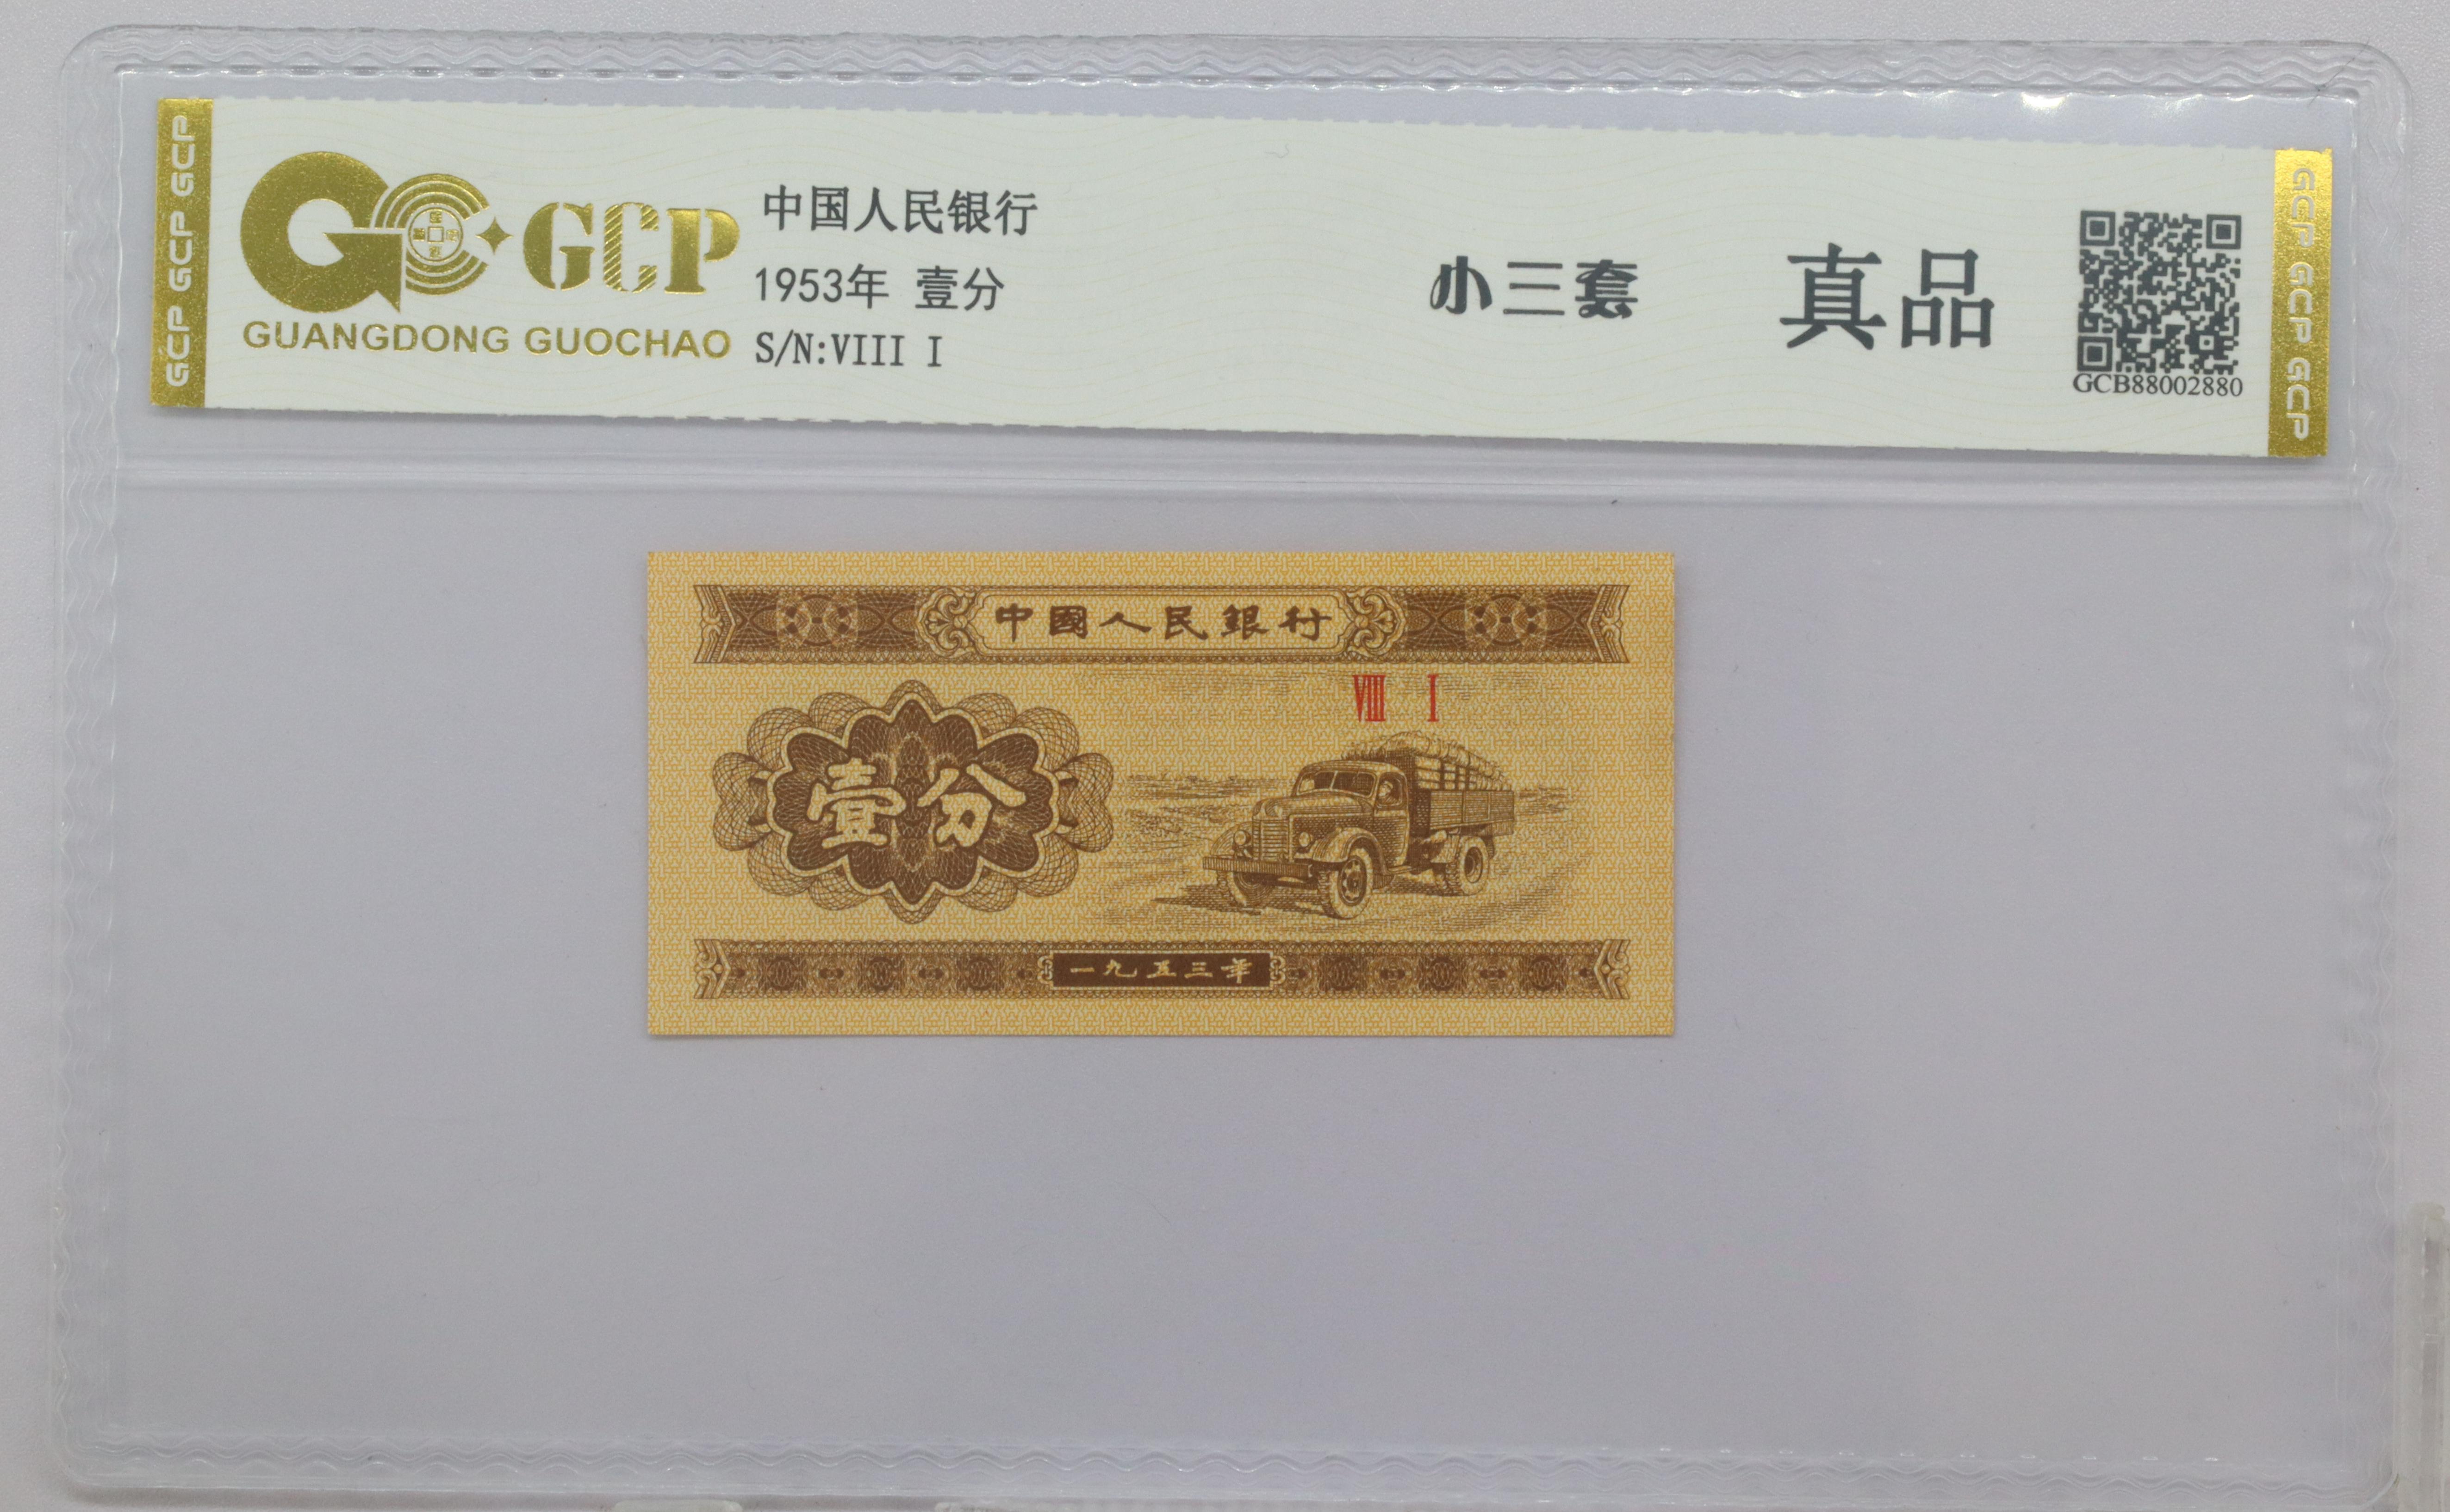 GCP GCP GCP
GCP
GUANGDONG GUOCHAO
中国人民银行
1953年 壹分
S/N:VIII I
小三套
真品
GCB88002880
GCP GCP GCP
中國人民銀行
VIII I
壹分
一九五三年